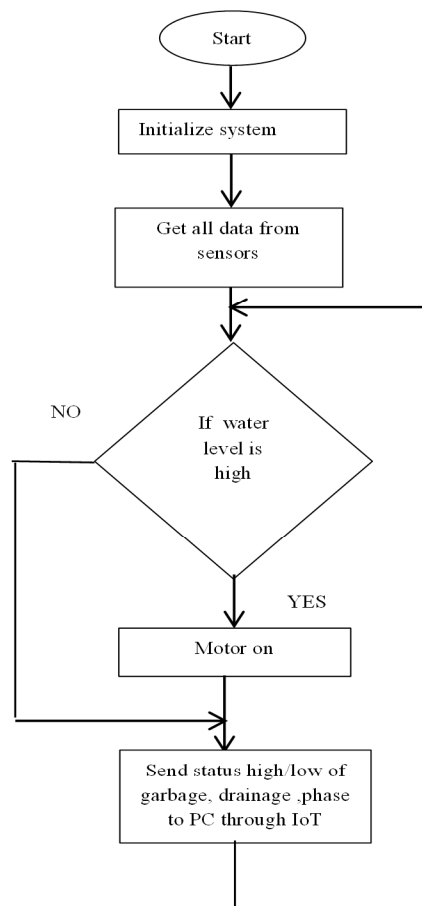 Start
Initialize system
Get all data from
sensors
NO
If water
level is
high
YES
Motor on
Send status high/low of
garbage, drainage ,phase
to PC through IoT